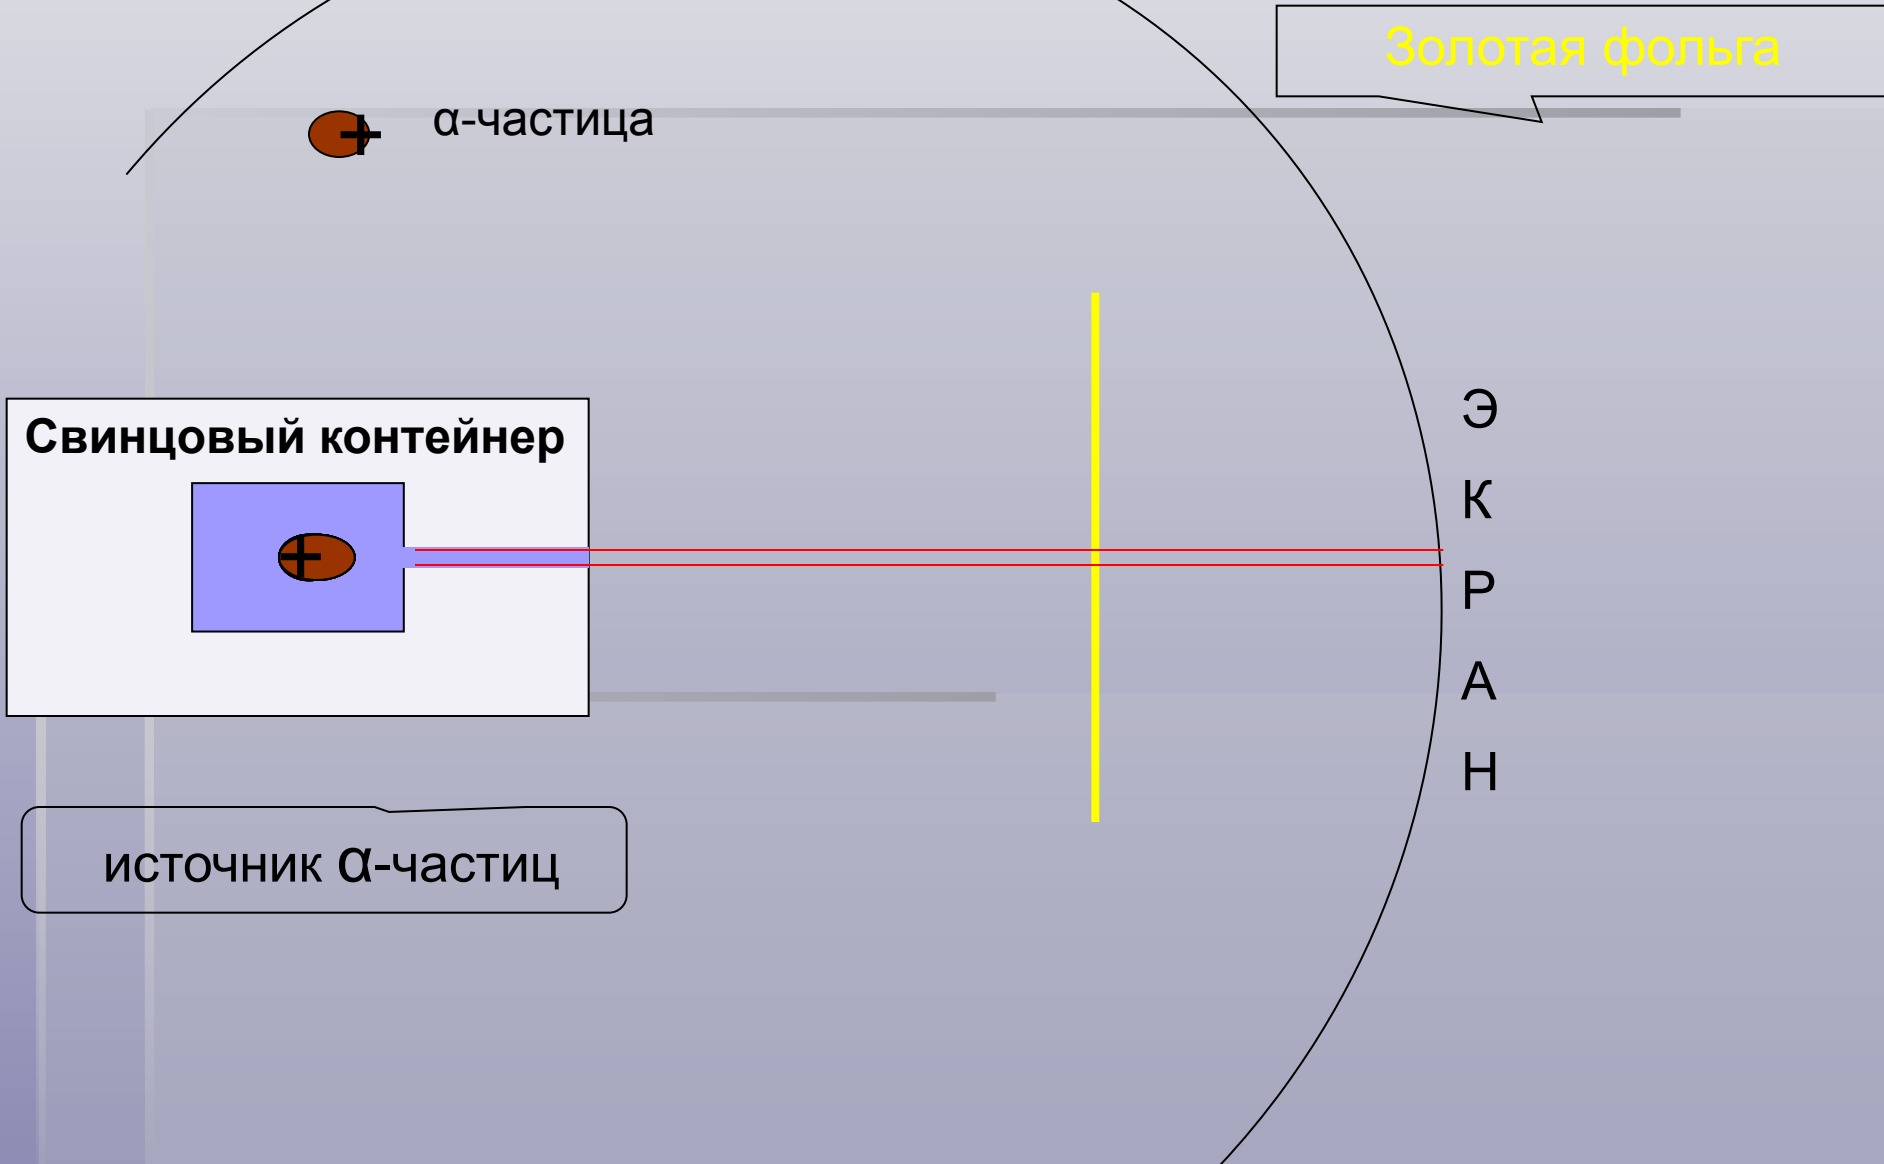 Золотая фольга
α-частица
Свинцовый контейнер
Э
К
Р
А
Н
источник α-частиц